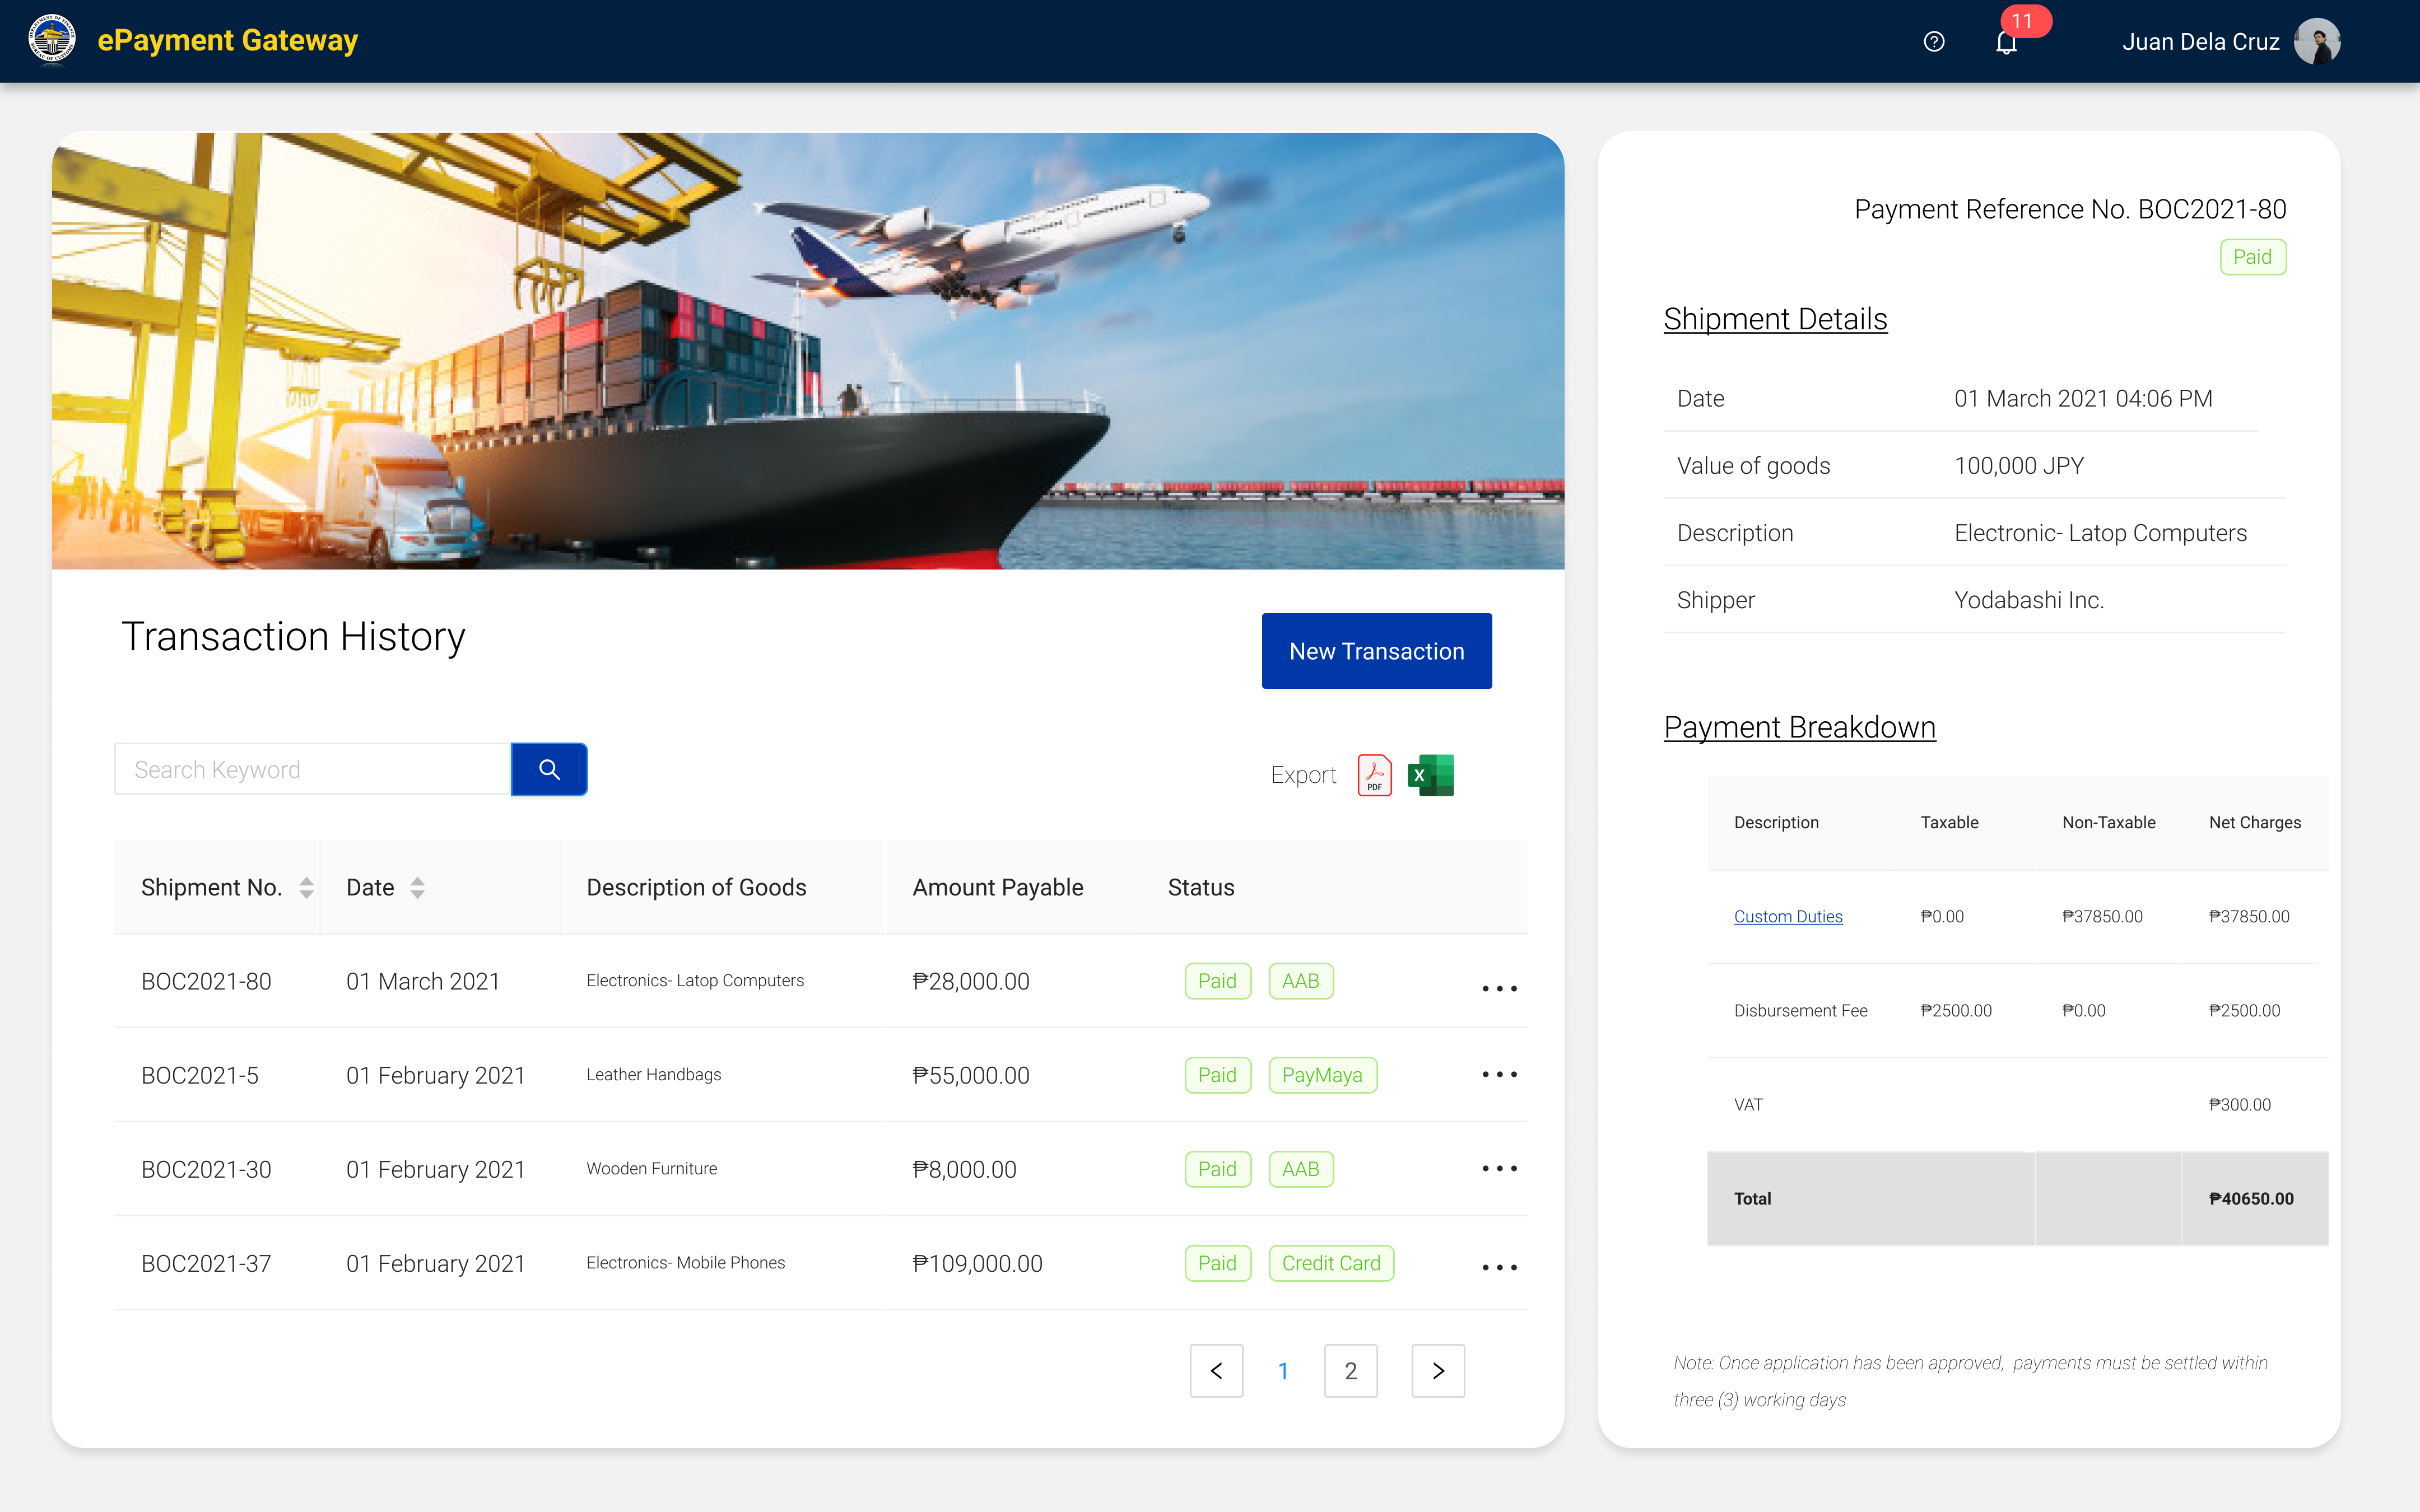 ePayment Gateway
11
Juan Dela Cruz
Payment Reference No. BOC2021-80
Paid
Shipment Details
Date 01 March 2021 04:06 PM
Value of goods 100,000 JPY
Description Electronic- Latop Computers
Shipper Yodabashi Inc.
Payment Breakdown
Description Taxable Non-Taxable Net Charges
Custom Duties ₱0.00 ₱37850.00 ₱37850.00
Disbursement Fee ₱2500.00 ₱0.00 ₱2500.00
VAT ₱300.00
Total ₱40650.00
Note: Once application has been approved, payments must be settled within
three (3) working days
Transaction History
New Transaction
Search Keyword
Export PDF X
Shipment No. Date Description of Goods Amount Payable Status
BOC2021-80 01 March 2021 Electronics- Latop Computers ₱28,000.00 Paid AAB
BOC2021-5 01 February 2021 Leather Handbags ₱55,000.00 Paid PayMaya
BOC2021-30 01 February 2021 Wooden Furniture ₱8,000.00 Paid AAB
BOC2021-37 01 February 2021 Electronics- Mobile Phones ₱109,000.00 Paid Credit Card
< 1 2 >